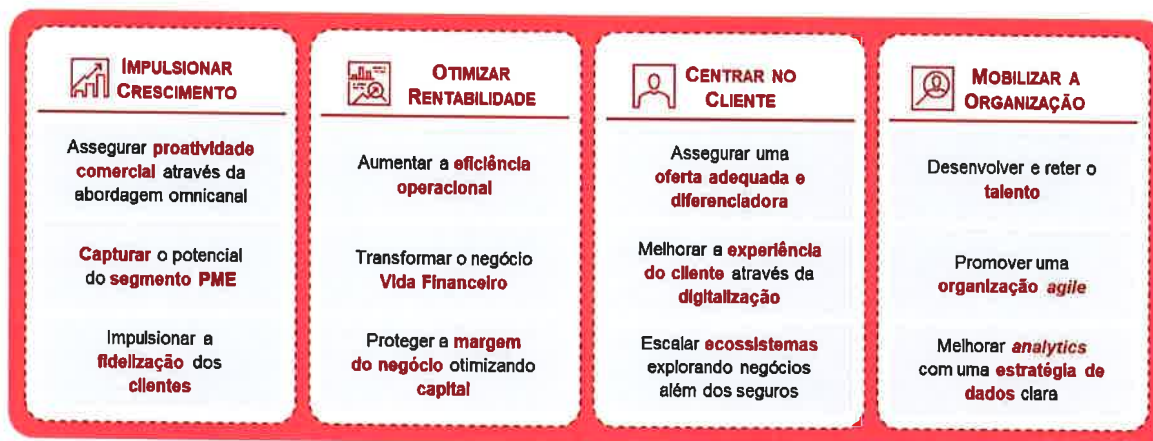 IMPULSIONAR
CRESCIMENTO
Assegurar proatividade
comercial através da
abordagem omnicanal
Capturar o potencial
do segmento PME
Impulsionar a
fidelização dos
clientes
OTIMIZAR
RENTABILIDADE
Aumentar a eficiência
operacional
Transformar o negócio
Vida Financeiro
Proteger a margem
do negócio otimizando
capital
CENTRAR NO
CLIENTE
Assegurar uma
oferta adequada e
diferenciadora
Melhorar a experiência
do cliente através da
digitalização
Escalar ecossistemas
explorando negócios
além dos seguros
MOBILIZAR A
ORGANIZAÇÃO
Desenvolver e reter o
talento
Promover uma
organização agile
Melhorar analytics
com uma estratégia de
dados clara